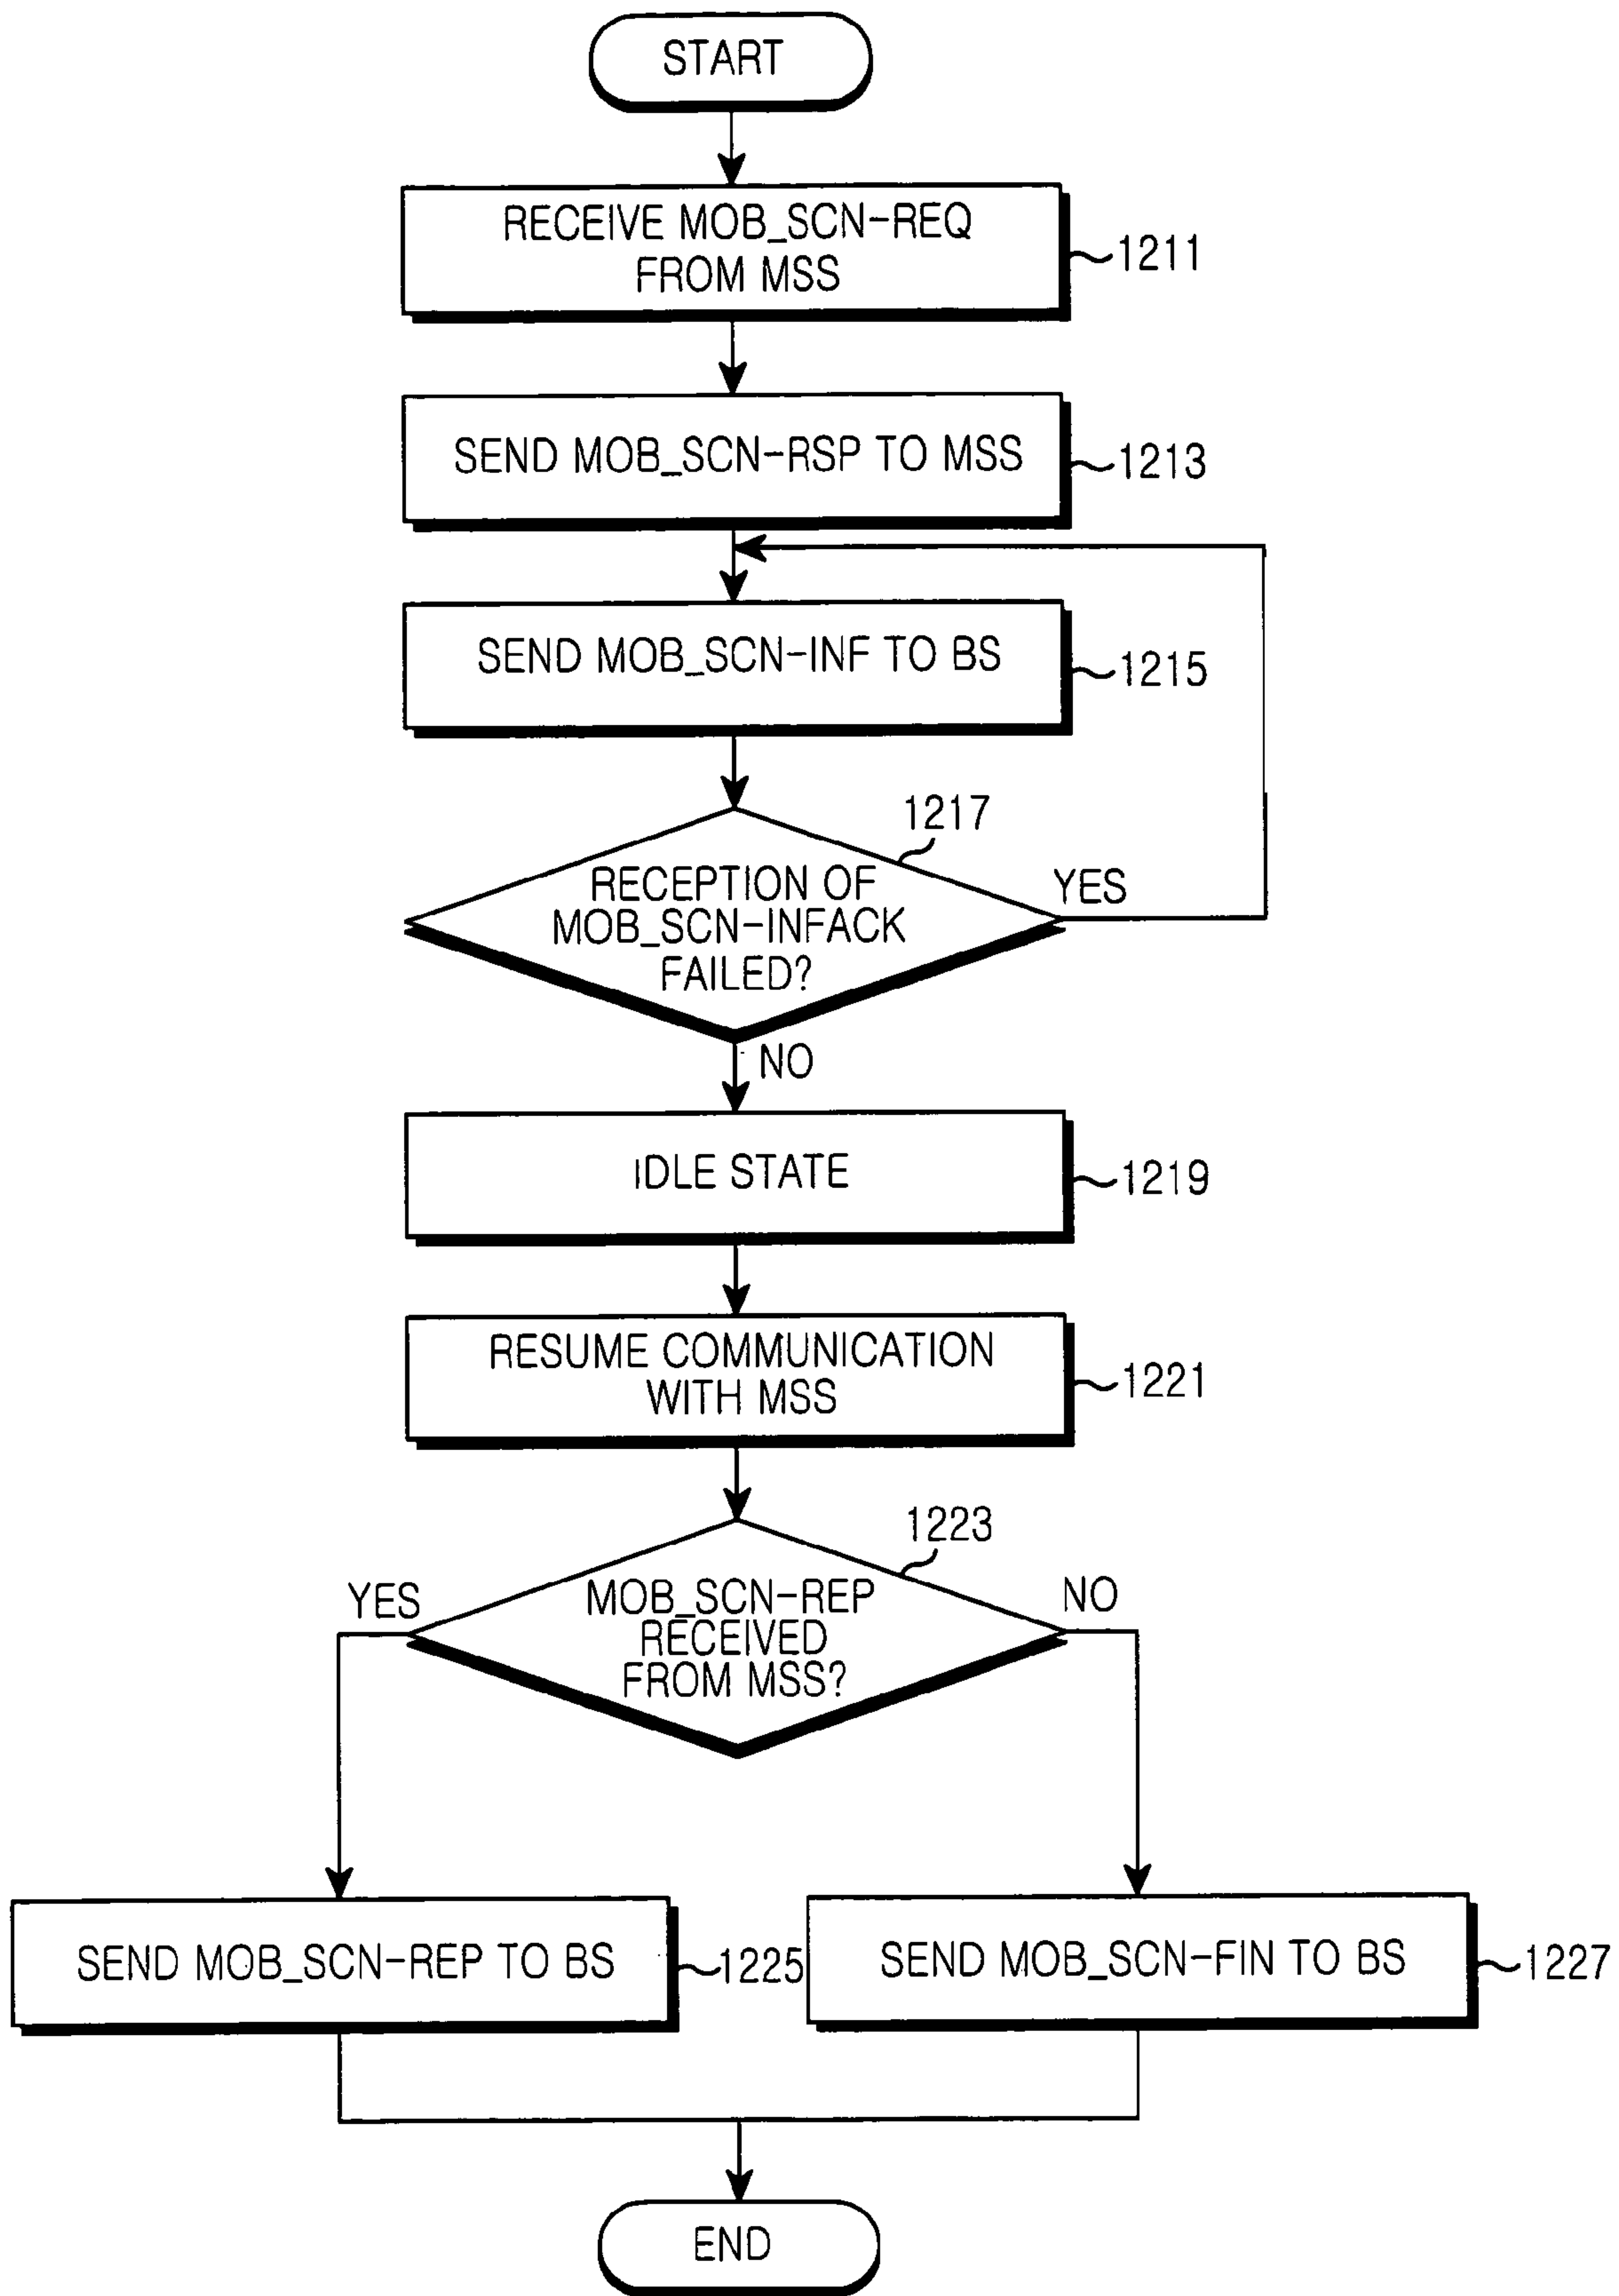 START
RECEIVE MOB_SCN-REQ
FROM MSS
1211
SEND MOB_SCN-RSP TO MSS
1213
SEND MOB_SCN-INF TO BS
1215
1217
RECEPTION OF
MOB_SCN-INFACK
FAILED?
YES
NO
IDLE STATE
1219
RESUME COMMUNICATION
WITH MSS
1221
1223
YES
MOB_SCN-REP
RECEIVED
FROM MSS?
NO
SEND MOB_SCN-REP TO BS
1225
SEND MOB_SCN-FIN TO BS
1227
END